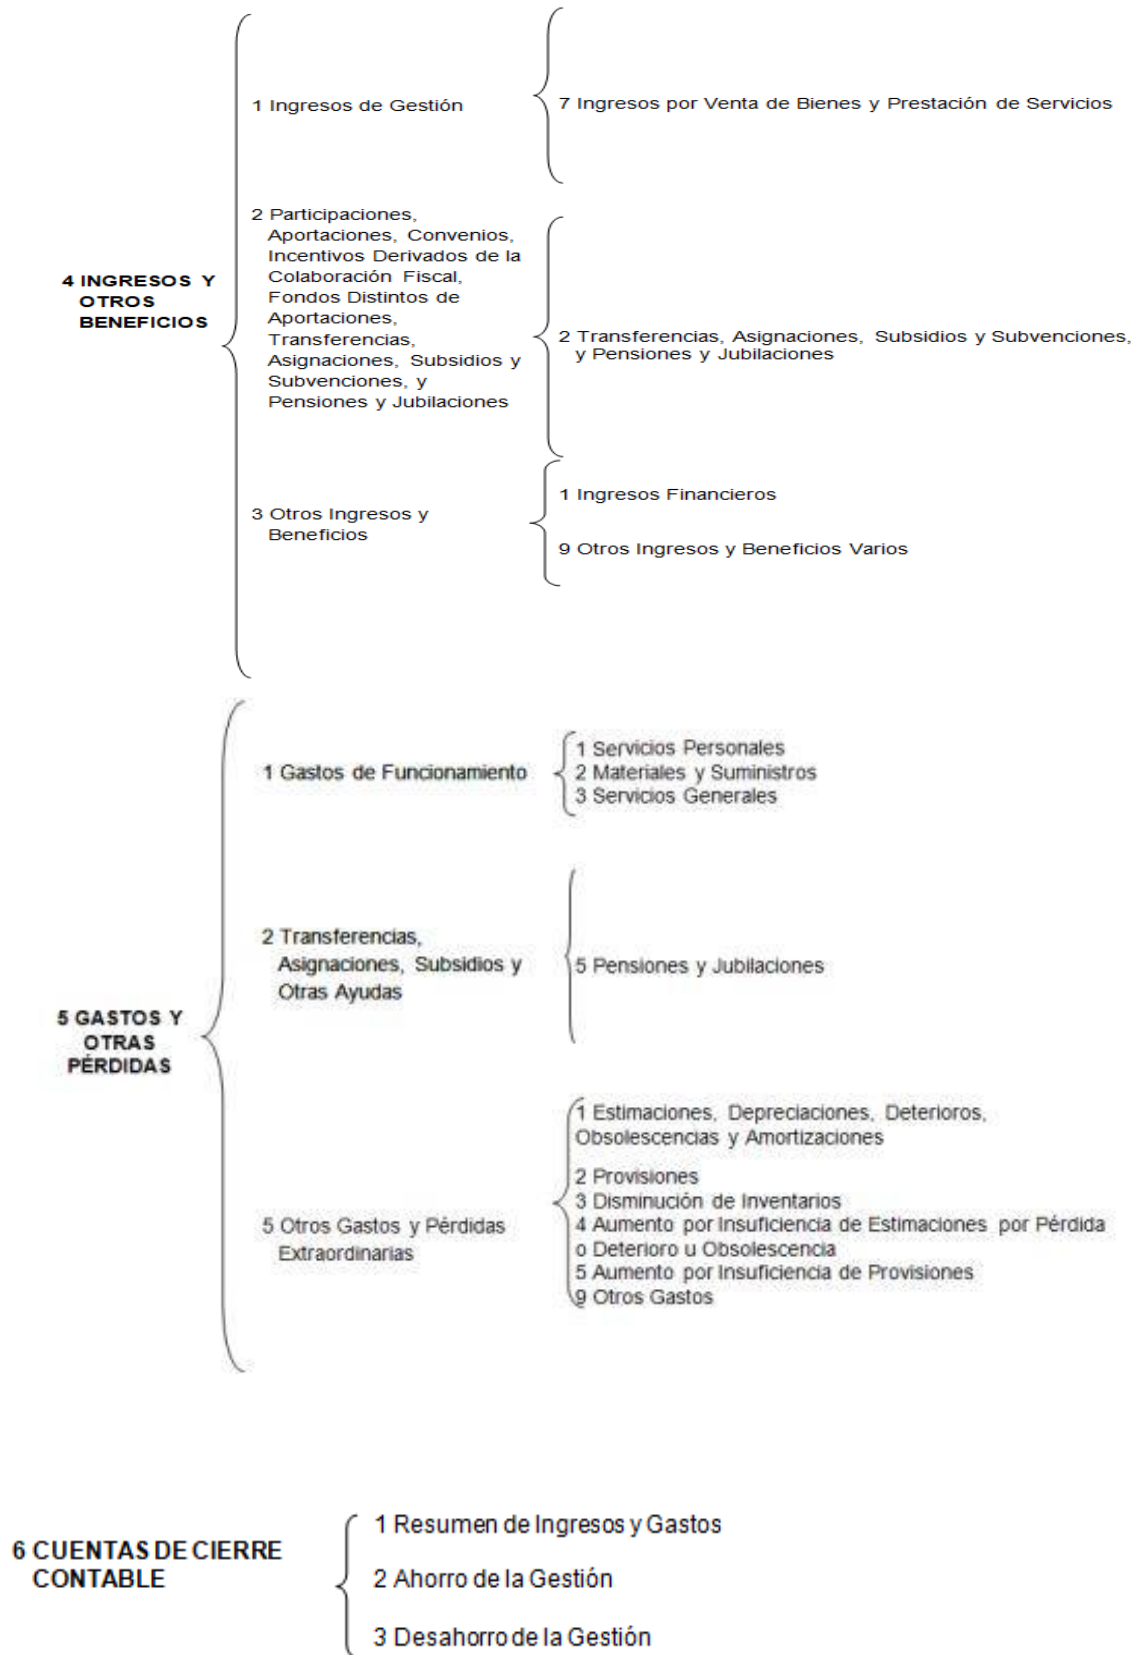 4 INGRESOS Y
OTROS
BENEFICIOS
1 Ingresos de Gestión
7 Ingresos por Venta de Bienes y Prestación de Servicios
2 Participaciones,
Aportaciones, Convenios,
Incentivos Derivados de la
Colaboración Fiscal,
Fondos Distintos de
Aportaciones,
Transferencias,
Asignaciones, Subsidios y
Subvenciones, y
Pensiones y Jubilaciones
2 Transferencias, Asignaciones, Subsidios y Subvenciones,
y Pensiones y Jubilaciones
3 Otros Ingresos y
Beneficios
1 Ingresos Financieros
9 Otros Ingresos y Beneficios Varios
5 GASTOS Y
OTRAS
PÉRDIDAS
1 Gastos de Funcionamiento
1 Servicios Personales
2 Materiales y Suministros
3 Servicios Generales
2 Transferencias,
Asignaciones, Subsidios y
Otras Ayudas
5 Pensiones y Jubilaciones
5 Otros Gastos y Pérdidas
Extraordinarias
1 Estimaciones, Depreciaciones, Deterioros,
Obsolescencias y Amortizaciones
2 Provisiones
3 Disminución de Inventarios
4 Aumento por Insuficiencia de Estimaciones por Pérdida
o Deterioro u Obsolescencia
5 Aumento por Insuficiencia de Provisiones
9 Otros Gastos
6 CUENTAS DE CIERRE
CONTABLE
1 Resumen de Ingresos y Gastos
2 Ahorro de la Gestión
3 Desahorro de la Gestión